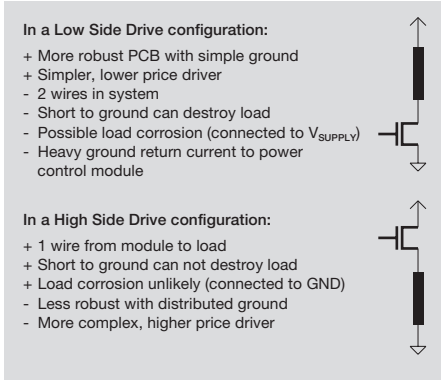 In a Low Side Drive configuration:
+ More robust PCB with simple ground
+ Simpler, lower price driver
- 2 wires in system
- Short to ground can destroy load
- Possible load corrosion (connected to VSUPPLY)
- Heavy ground return current to power
control module
In a High Side Drive configuration:
+ 1 wire from module to load
+ Short to ground can not destroy load
+ Load corrosion unlikely (connected to GND)
- Less robust with distributed ground
- More complex, higher price driver